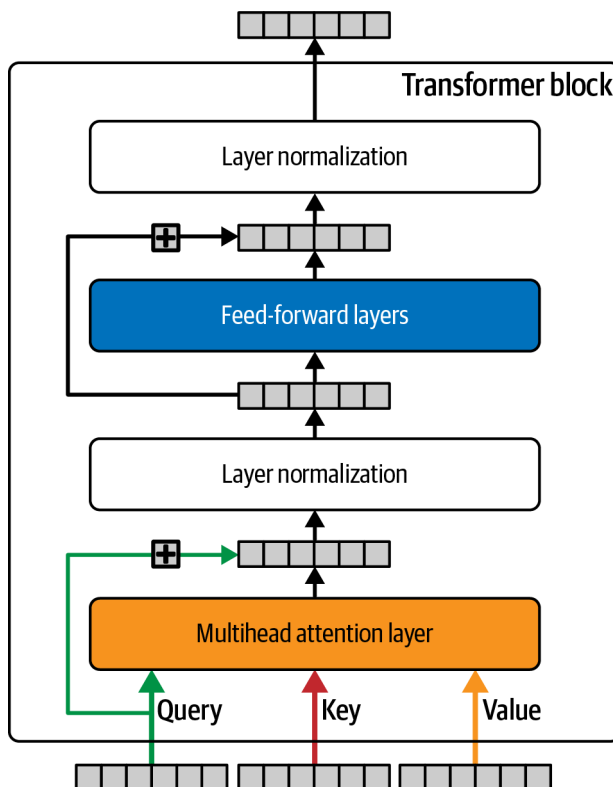 Transformer block
Layer normalization
+
Feed-forward layers
Layer normalization
+
Multihead attention layer
Query
Key
Value